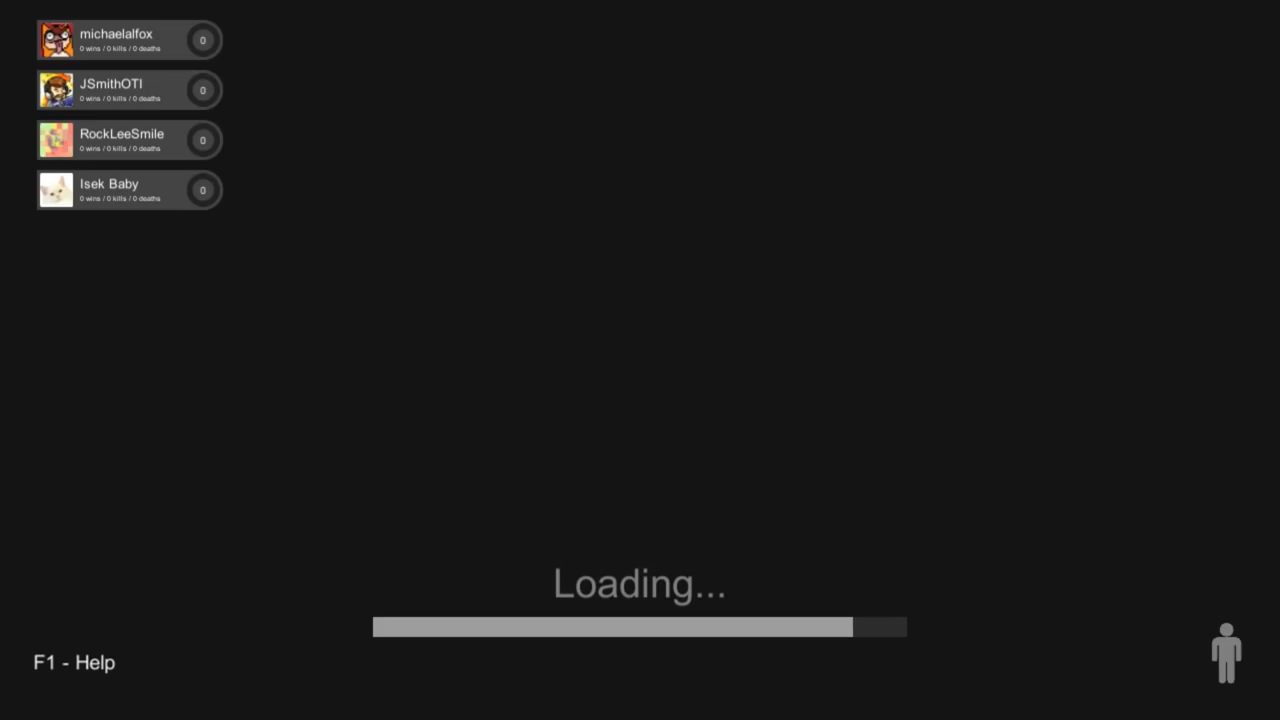 michaelalfox
0 wins / 0 kills / 0 deaths
0
JSmithOTI
0 wins / 0 kills / 0 deaths
0
RockLeeSmile
0 wins / 0 kills / 0 deaths
0
Isek Baby
0 wins / 0 kills / 0 deaths
0
Loading...
F1 - Help